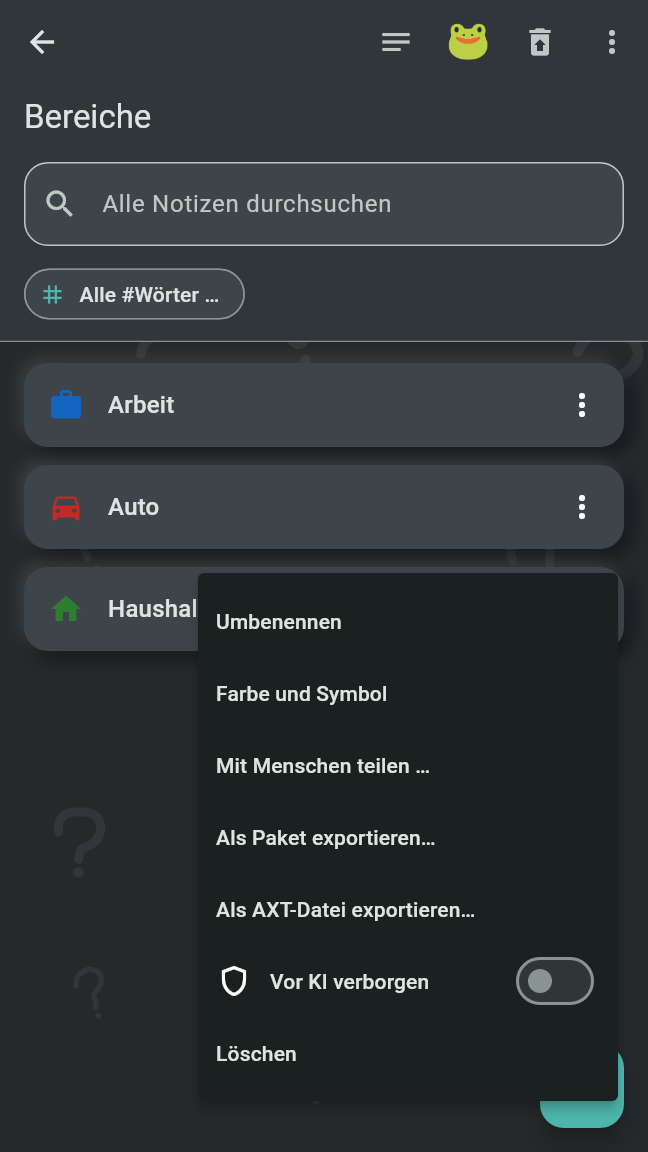 Bereiche
Alle Notizen durchsuchen
Alle #Wörter …
Arbeit
Auto
Haushal
Umbenennen
Farbe und Symbol
Mit Menschen teilen …
Als Paket exportieren…
Als AXT-Datei exportieren…
Vor KI verborgen
Löschen